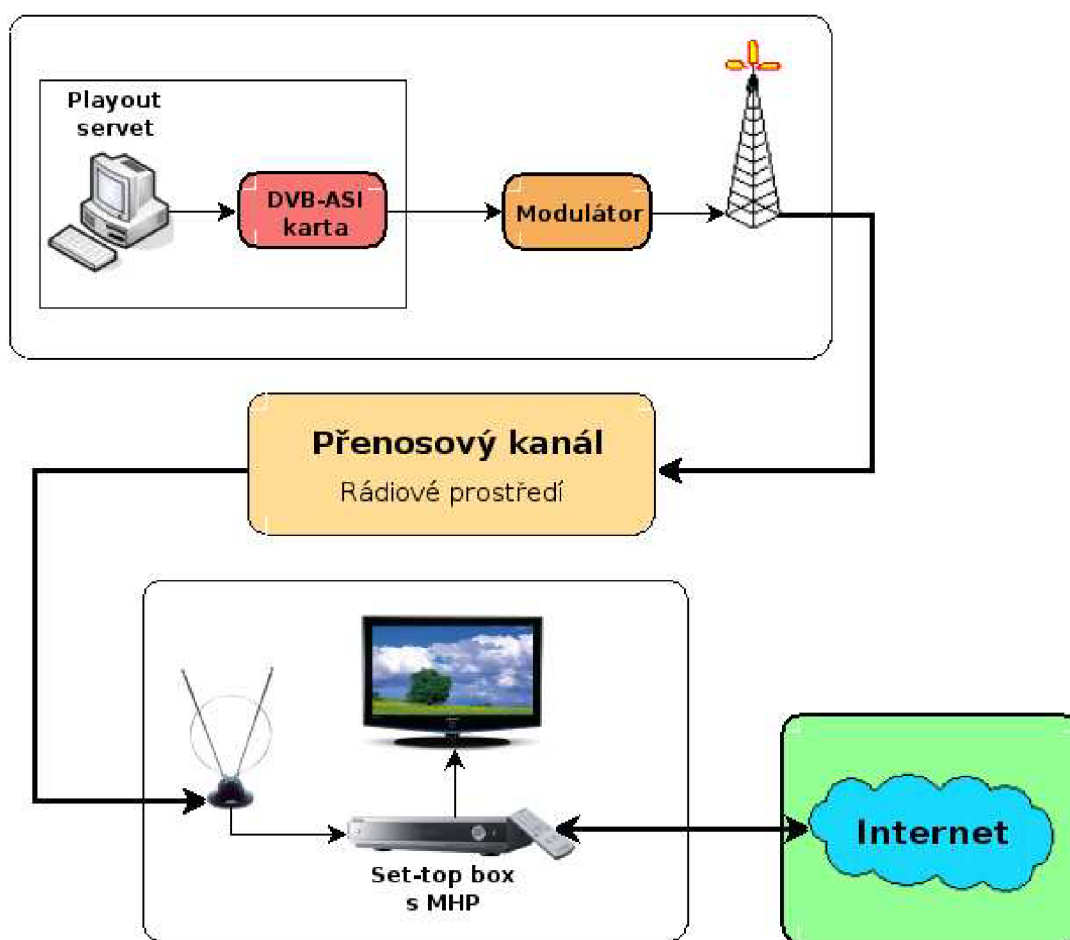 Playout
servet
DVB-ASI
karta
Modulátor
Přenosový kanál
Rádiové prostředí
Set-top box
s MHP
Internet